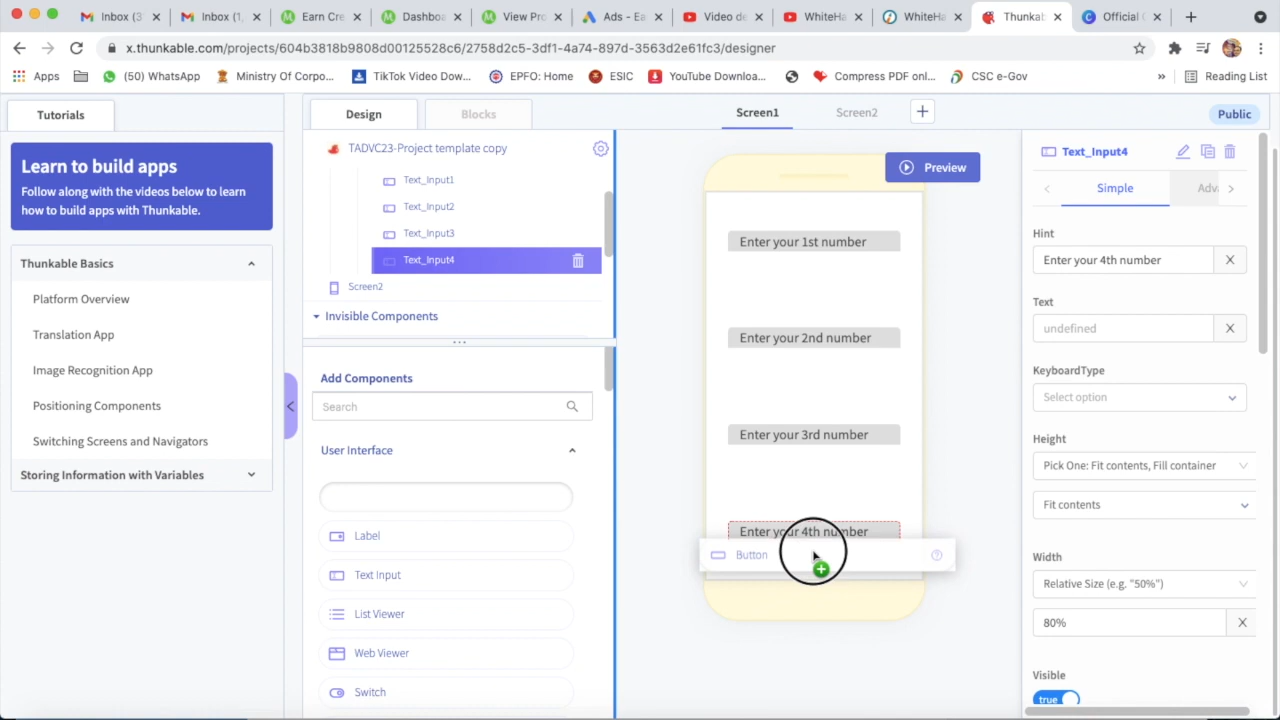 Inbox (3
Inbox (1,
Earn Cre
Dashboa
View Pro
Ads - Ea
Video de
WhiteHa
WhiteHa
Thunkabl
Official
x.thunkable.com/projects/604b3818b9808d00125528c6/2758d2c5-3df1-4a74-897d-3563d2e61fc3/designer
Apps
(50) WhatsApp
Ministry Of Corpo...
TikTok Video Dow...
EPFO: Home
ESIC
YouTube Downloa...
Compress PDF onl...
CSC e-Gov
»
Reading List
Tutorials
Learn to build apps
Follow along with the videos below to learn
how to build apps with Thunkable.
Thunkable Basics
Platform Overview
Translation App
Image Recognition App
Positioning Components
Switching Screens and Navigators
Storing Information with Variables
Design
Blocks
TADVC23-Project template copy
Text_Input1
Text_Input2
Text_Input3
Text_Input4
Screen2
Invisible Components
Add Components
Search
User Interface
Label
Text Input
List Viewer
Web Viewer
Switch
Screen1
Screen2
+
Public
Preview
Enter your 1st number
Enter your 2nd number
Enter your 3rd number
Enter your 4th number
Button
Text_Input4
Simple
Adv
Hint
Enter your 4th number
X
Text
undefined
X
KeyboardType
Select option
Height
Pick One: Fit contents, Fill container
Fit contents
Width
Relative Size (e.g. "50%")
80%
X
Visible
true